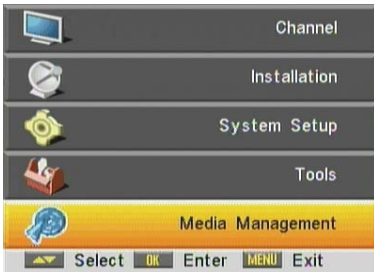 Channel
Installation
System Setup
Tools
Media Management
Select OK Enter MENU Exit